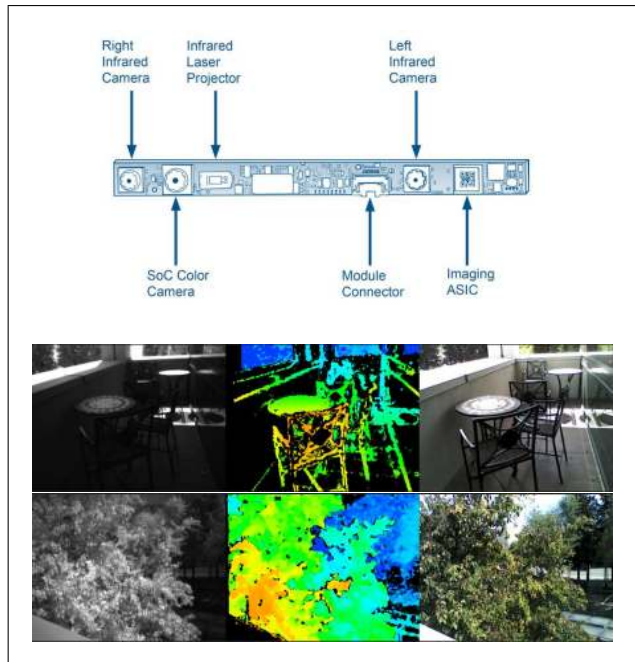 Right
Infrared
Camera
Infrared
Laser
Projector
Left
Infrared
Camera
SoC Color
Camera
Module
Connector
Imaging
ASIC